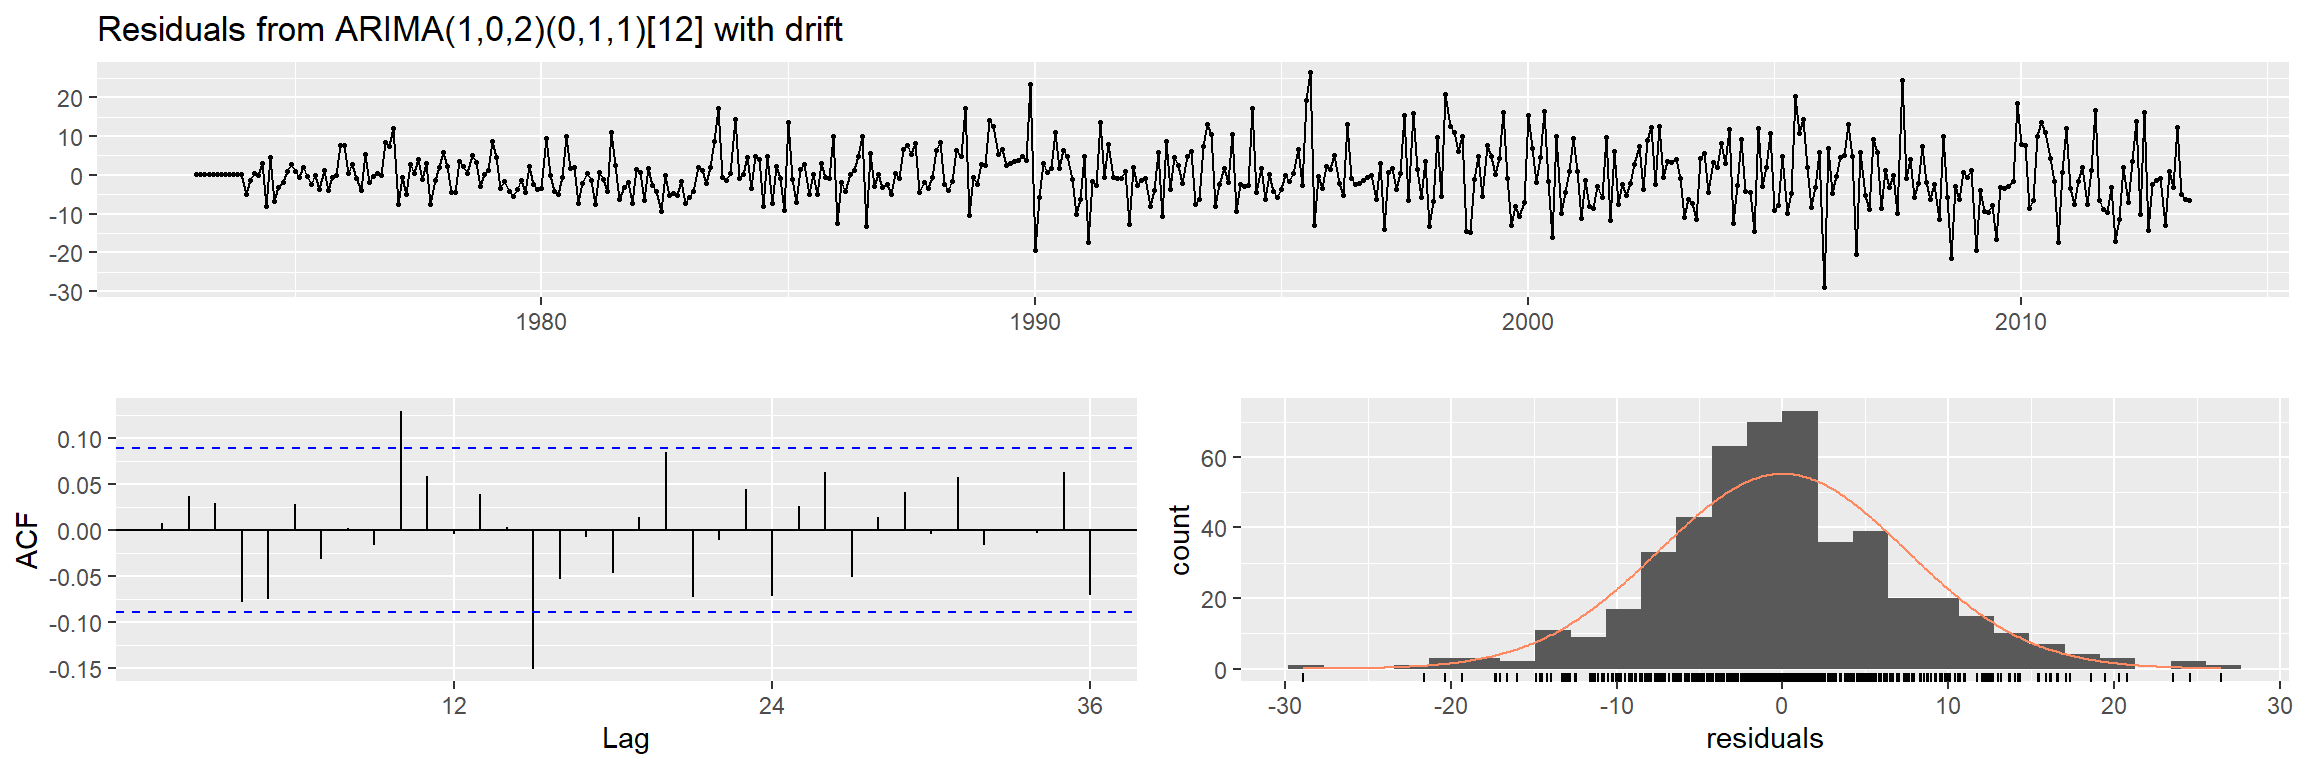 Residuals from ARIMA(1,0,2)(0,1,1)[12] with drift
20
10
0
-10
-20
-30
1980 1990 2000 2010
ACF
0.10
0.05
0.00
-0.05
-0.10
-0.15
12 24 36
Lag
count
60
40
20
0
-30 -20 -10 0 10 20 30
residuals